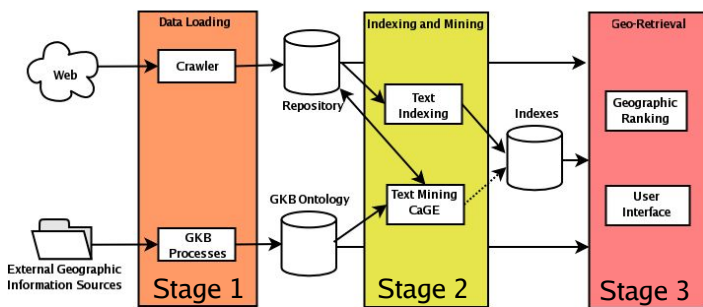 Data Loading
Indexing and Mining
Geo-Retrieval
Web
Crawler
Repository
Text
Indexing
Indexes
Geographic
Ranking
GKB Ontology
Text Mining
CaGE
User
Interface
GKB
Processes
External Geographic
Information Sources
Stage 1
Stage 2
Stage 3